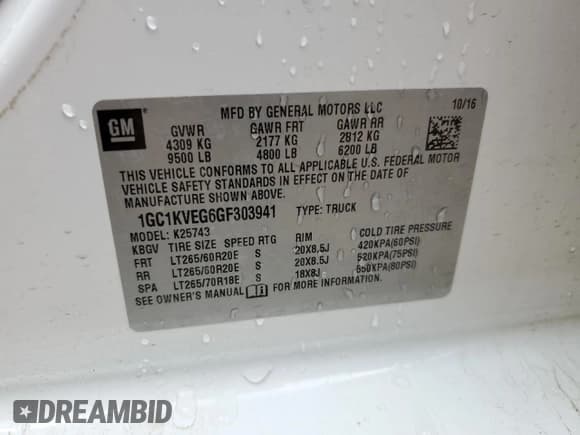 MFD BY GENERAL MOTORS LLC 10/16
GM
GVWR GAWR FRT GAWR RR
4309 KG 2177 KG 2812 KG
9500 LB 4800 LB 6200 LB
THIS VEHICLE CONFORMS TO ALL APPLICABLE U.S. FEDERAL MOTOR
VEHICLE SAFETY STANDARDS IN EFFECT ON THE DATE OF
MANUFACTURE SHOWN ABOVE.
1GC1KVEG6GF303941 TYPE: TRUCK
MODEL: K25743
KBGV TIRE SIZE SPEED RTG RIM COLD TIRE PRESSURE
FRT LT265/60R20E S 20X8.5J 420KPA(60PSI)
RR LT265/60R20E S 20X8.5J 520KPA(75PSI)
SPA LT265/70R18E S 18X8J 550KPA(80PSI)
SEE OWNER'S MANUAL FOR MORE INFORMATION.
DREAMBID